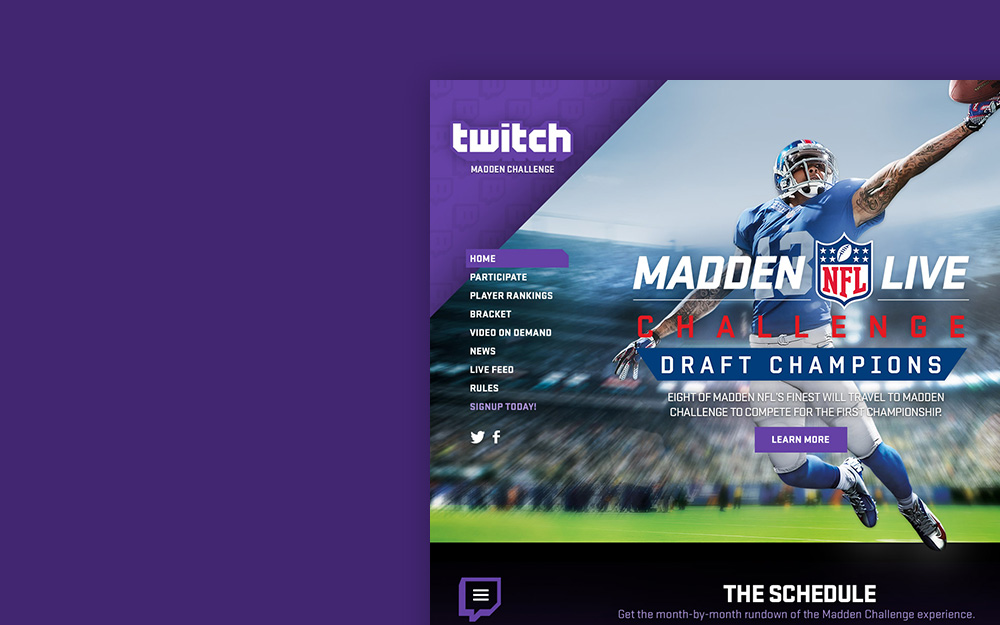 twitch
MADDEN CHALLENGE
HOME
PARTICIPATE
PLAYER RANKINGS
BRACKET
VIDEO ON DEMAND
NEWS
LIVE FEED
RULES
SIGNUP TODAY!
13
MADDEN NFL LIVE
CHALLENGE
DRAFT CHAMPIONS
EIGHT OF MADDEN NFL'S FINEST WILL TRAVEL TO MADDEN
CHALLENGE TO COMPETE FOR THE FIRST CHAMPIONSHIP.
LEARN MORE
THE SCHEDULE
Get the month-by-month rundown of the Madden Challenge experience.